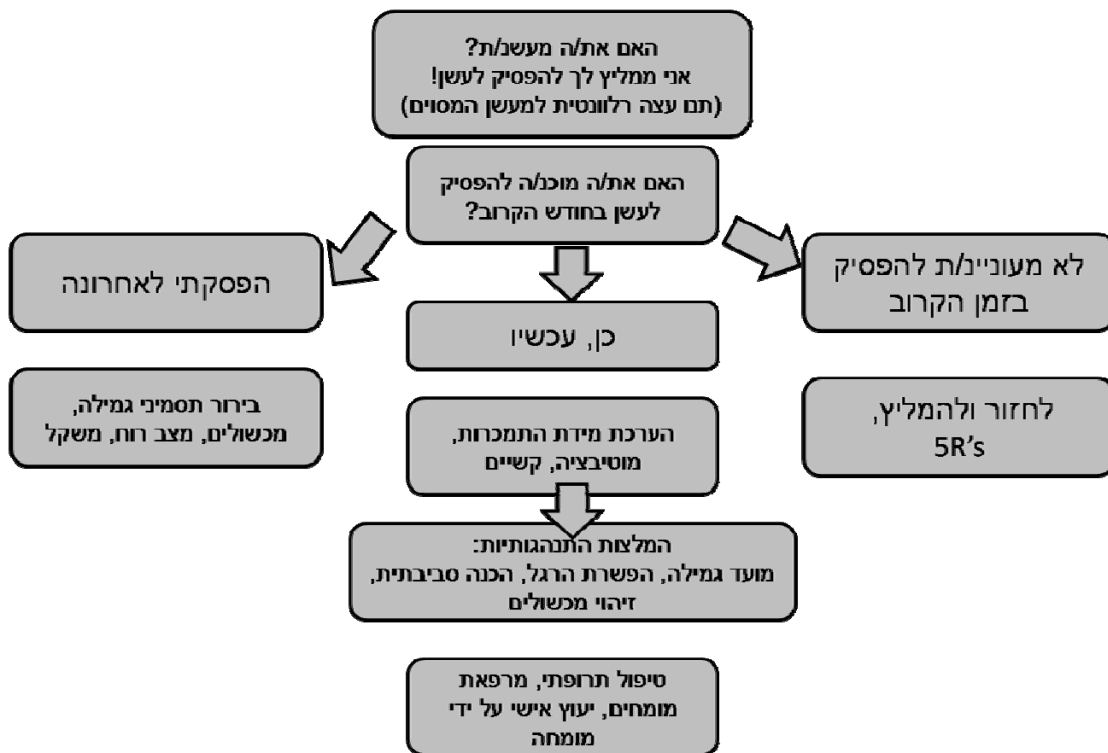 האם את/ה מעשנ/ת?
אני ממליץ לך להפסיק לעשן!
(תנו עצה רלוונטית למעשן המסוים)
האם את/ה מוכנ/ה להפסיק
לעשן בחודש הקרוב?
לא מעוניינ/ת להפסיק
בזמן הקרוב
לחזור ולהמליץ,
5R's
כן, עכשיו
הערכת מידת התמכרות,
מוטיבציה, קשיים
המלצות התנהגותיות:
מועד גמילה, הפשרת הרגל, הכנה סביבתית,
זיהוי מכשולים
טיפול תרופתי, מרפאת
מומחים, יעוץ אישי על ידי
מומחה
הפסקתי לאחרונה
בירור תסמיני גמילה,
מכשולים, מצב רוח, משקל